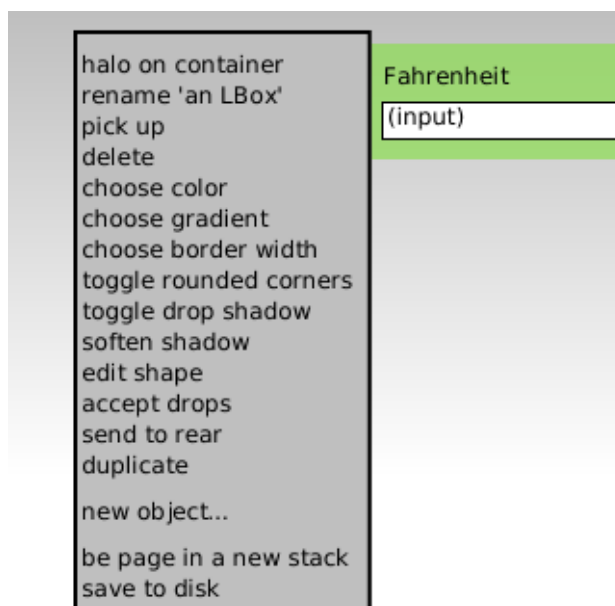 halo on container
rename 'an LBox'
pick up
delete
choose color
choose gradient
choose border width
toggle rounded corners
toggle drop shadow
soften shadow
edit shape
accept drops
send to rear
duplicate
new object...
be page in a new stack
save to disk
Fahrenheit
(input)